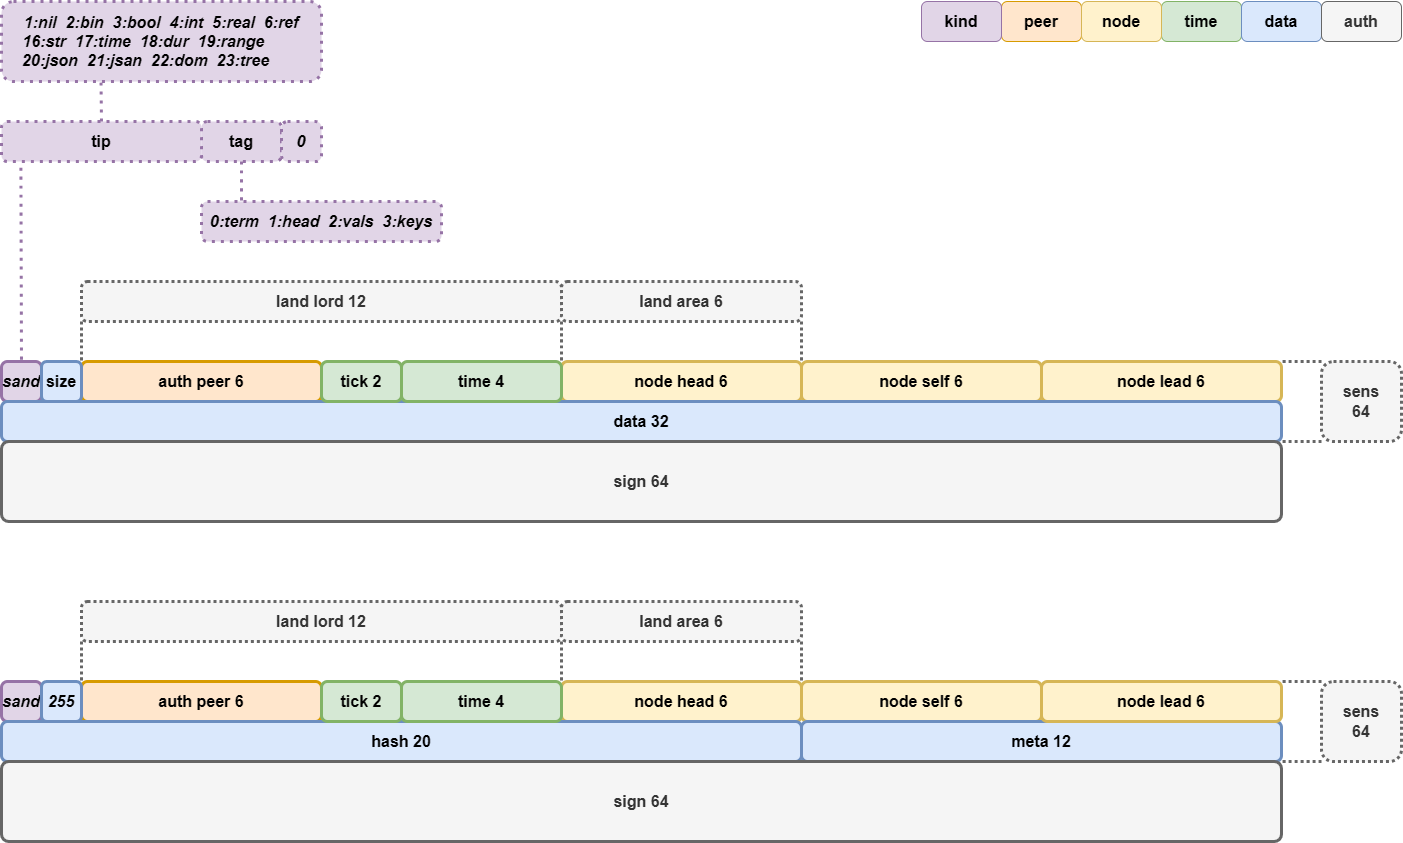 1:nil 2:bin 3:bool 4:int 5:real 6:ref
16:str 17:time 18:dur 19:range
20:json 21:jsan 22:dom 23:tree
kind peer node time data auth
tip tag 0
0:term 1:head 2:vals 3:keys
land lord 12 land area 6
sand size auth peer 6 tick 2 time 4 node head 6 node self 6 node lead 6
sens
64
data 32
sign 64
land lord 12 land area 6
sand 255 auth peer 6 tick 2 time 4 node head 6 node self 6 node lead 6
sens
64
hash 20 meta 12
sign 64